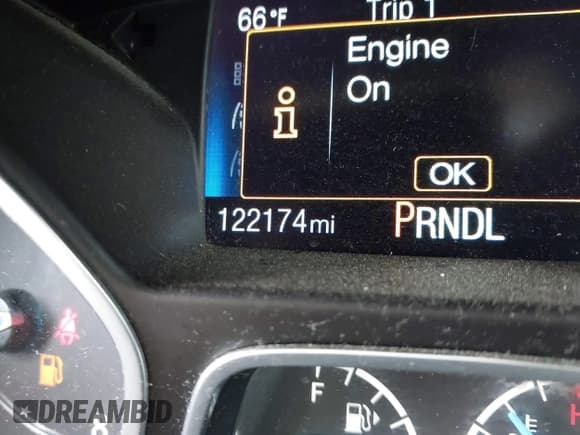 66°F Trip 1
Engine
On
i
OK
122174mi PRNDL
F
H
DREAMBID